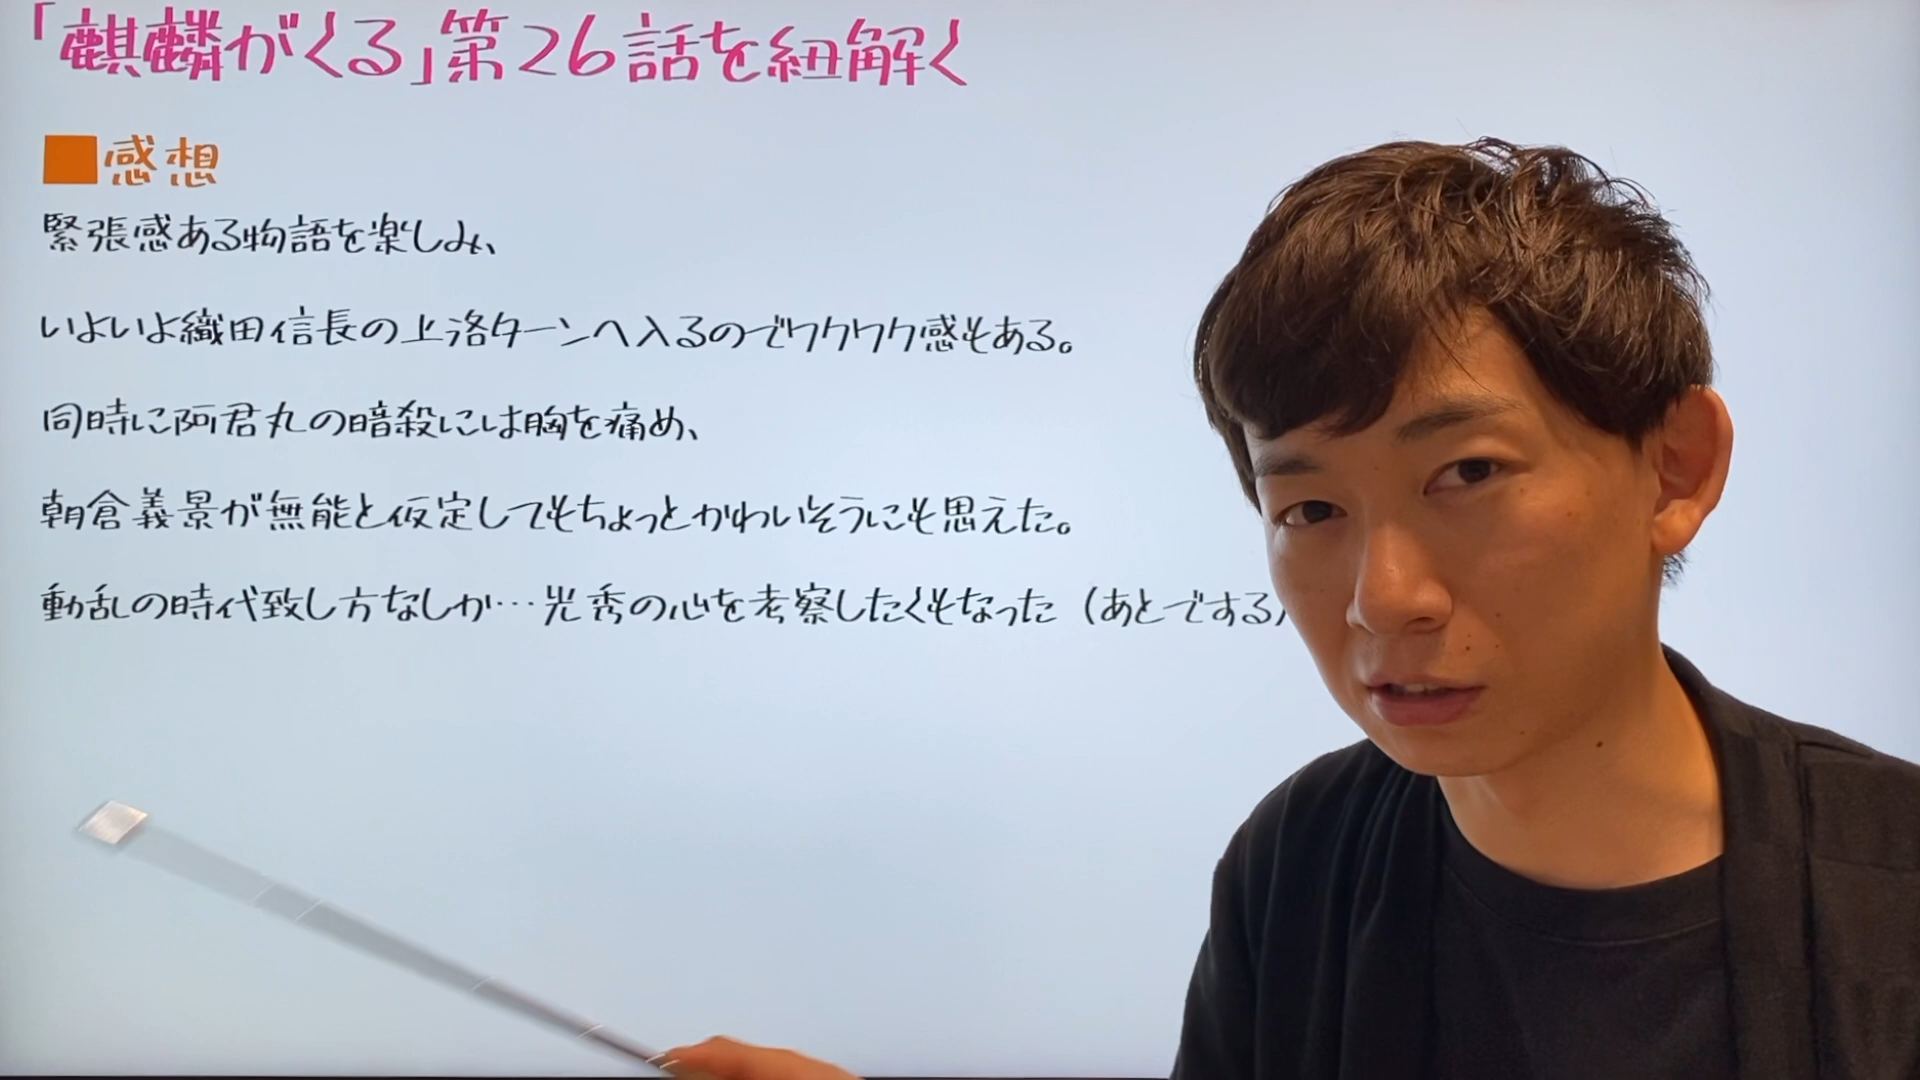 「麒麟がくる」第26話を紐解く
■感想
緊張感ある物語を楽しみ、
いよいよ織田信長の上洛ターンへ入るのでワクワク感もある。
同時に阿君丸の暗殺には胸を痛め、
朝倉義景が無能と仮定してもちょっとかわいそうにも思えた。
動乱の時代致し方なしか…光秀の心を考察したくもなった（あとでする）